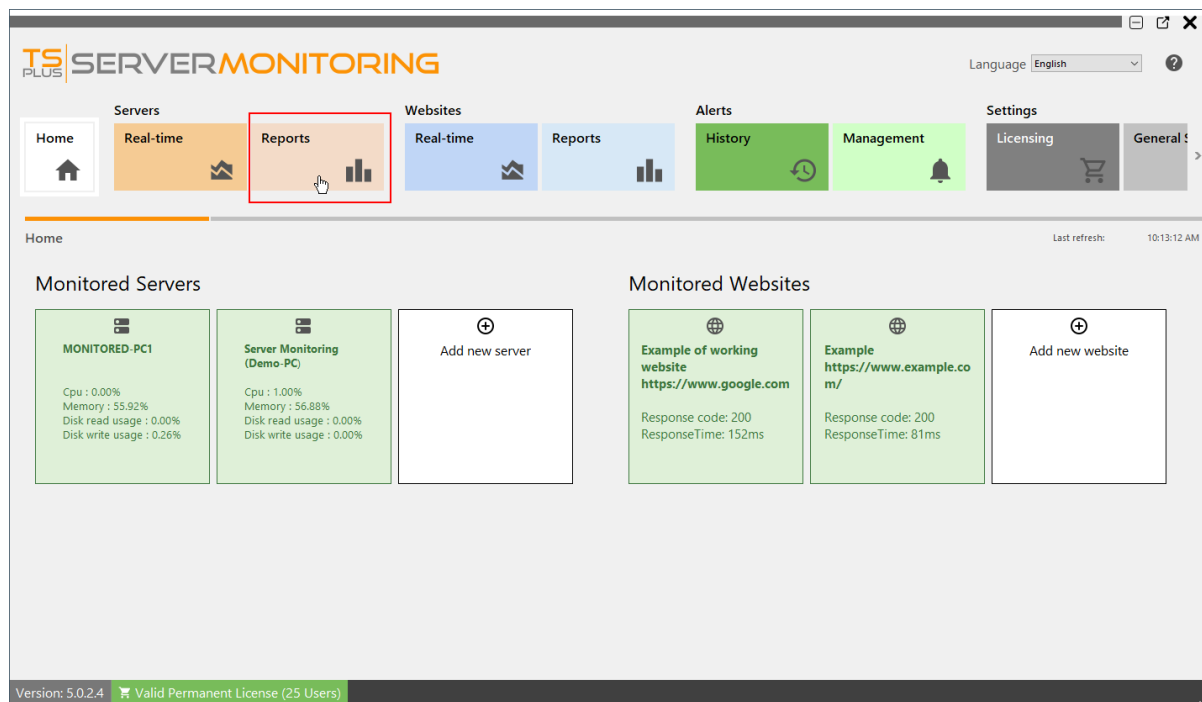 TS PLUS SERVER MONITORING
Language English
Servers
Websites
Alerts
Settings
Home
Real-time
Reports
Real-time
Reports
History
Management
Licensing
General S
Home
Last refresh: 10:13:12 AM
Monitored Servers
MONITORED-PC1
Cpu : 0.00%
Memory : 55.92%
Disk read usage : 0.00%
Disk write usage : 0.26%
Server Monitoring
(Demo-PC)
Cpu : 1.00%
Memory : 56.88%
Disk read usage : 0.00%
Disk write usage : 0.00%
Add new server
Monitored Websites
Example of working
website
https://www.google.com
Response code: 200
ResponseTime: 152ms
Example
https://www.example.co
m/
Response code: 200
ResponseTime: 81ms
Add new website
Version: 5.0.2.4
Valid Permanent License (25 Users)